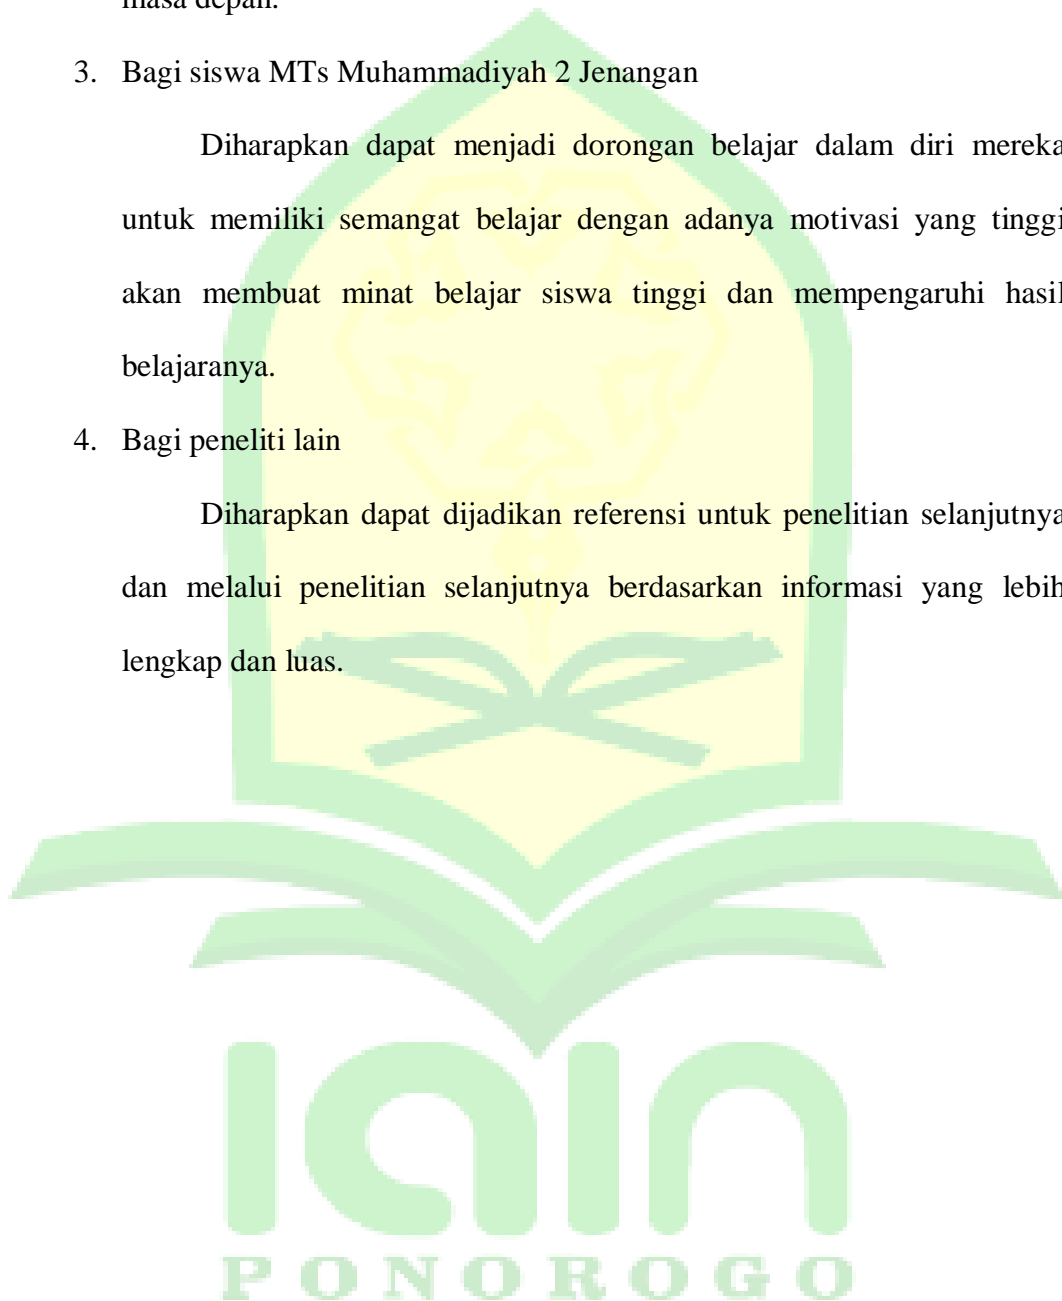 masa depan.
3. Bagi siswa MTs Muhammadiyah 2 Jenangan
Diharapkan dapat menjadi dorongan belajar dalam diri mereka
untuk memiliki semangat belajar dengan adanya motivasi yang tinggi
akan membuat minat belajar siswa tinggi dan mempengaruhi hasil
belajaranya.
4. Bagi peneliti lain
Diharapkan dapat dijadikan referensi untuk penelitian selanjutnya
dan melalui penelitian selanjutnya berdasarkan informasi yang lebih
lengkap dan luas.
iain
PONOROGO